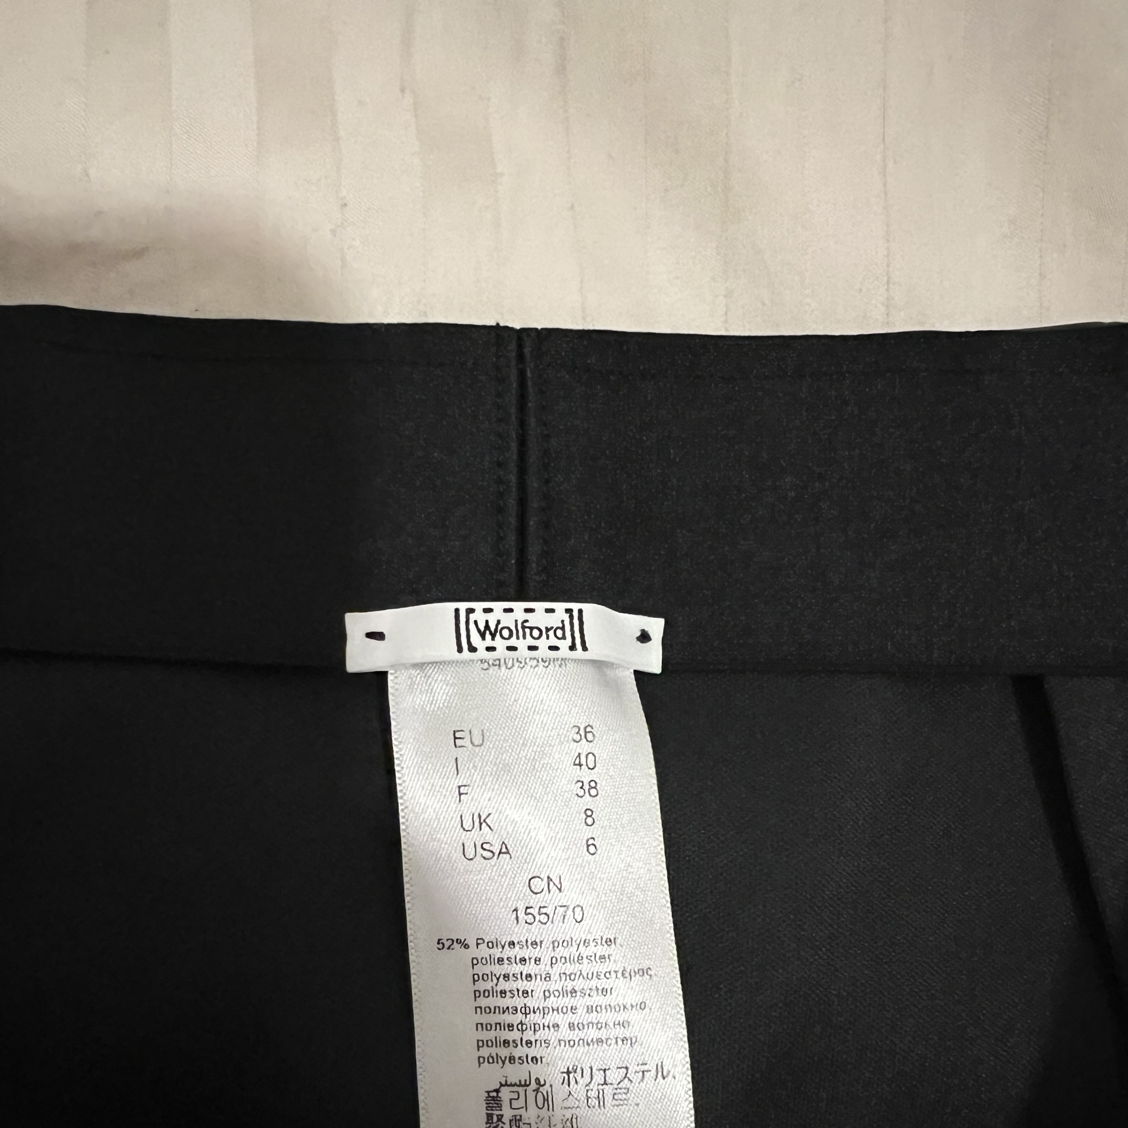 Wolford
EU 36
I 40
F 38
UK 8
USA 6
CN
155/70
52% Polyester, polyester,
poliestere, poliéster,
polyesteriä, πολυεστέρας,
poliester, poliészter,
полиэфирное волокно,
поліефірне волокно,
poliesteris, полиестер,
polyester,
بوليستر, ポリエステル,
폴리에스테르,